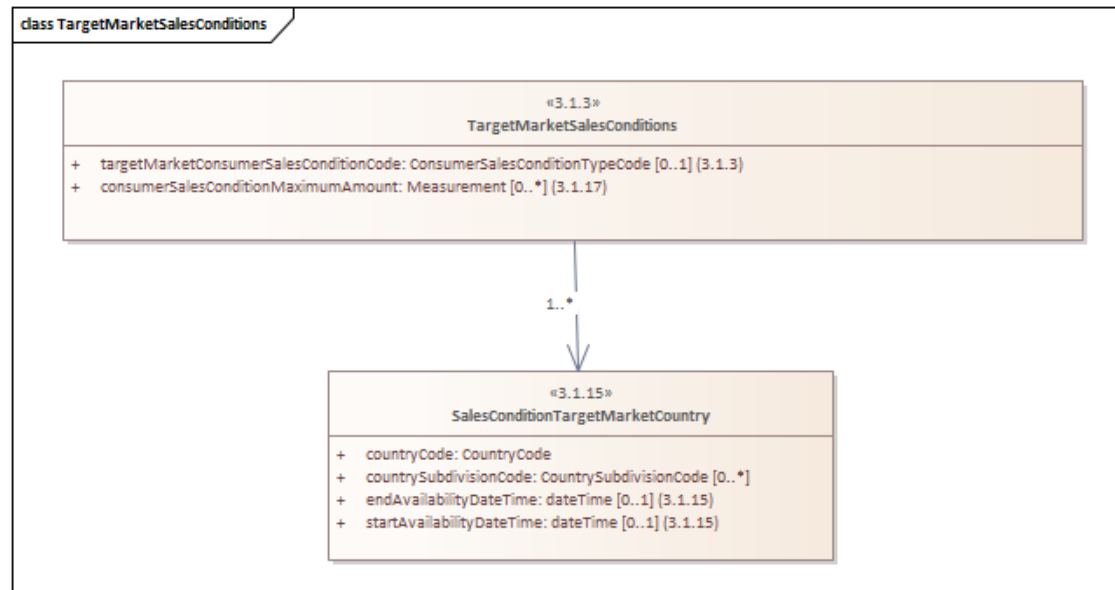 class TargetMarketSalesConditions
«3.1.3»
TargetMarketSalesConditions
+ targetMarketConsumerSalesConditionCode: ConsumerSalesConditionTypeCode [0..1] (3.1.3)
+ consumerSalesConditionMaximumAmount: Measurement [0..*] (3.1.17)
1..*
«3.1.15»
SalesConditionTargetMarketCountry
+ countryCode: CountryCode
+ countrySubdivisionCode: CountrySubdivisionCode [0..*]
+ endAvailabilityDateTime: dateTime [0..1] (3.1.15)
+ startAvailabilityDateTime: dateTime [0..1] (3.1.15)